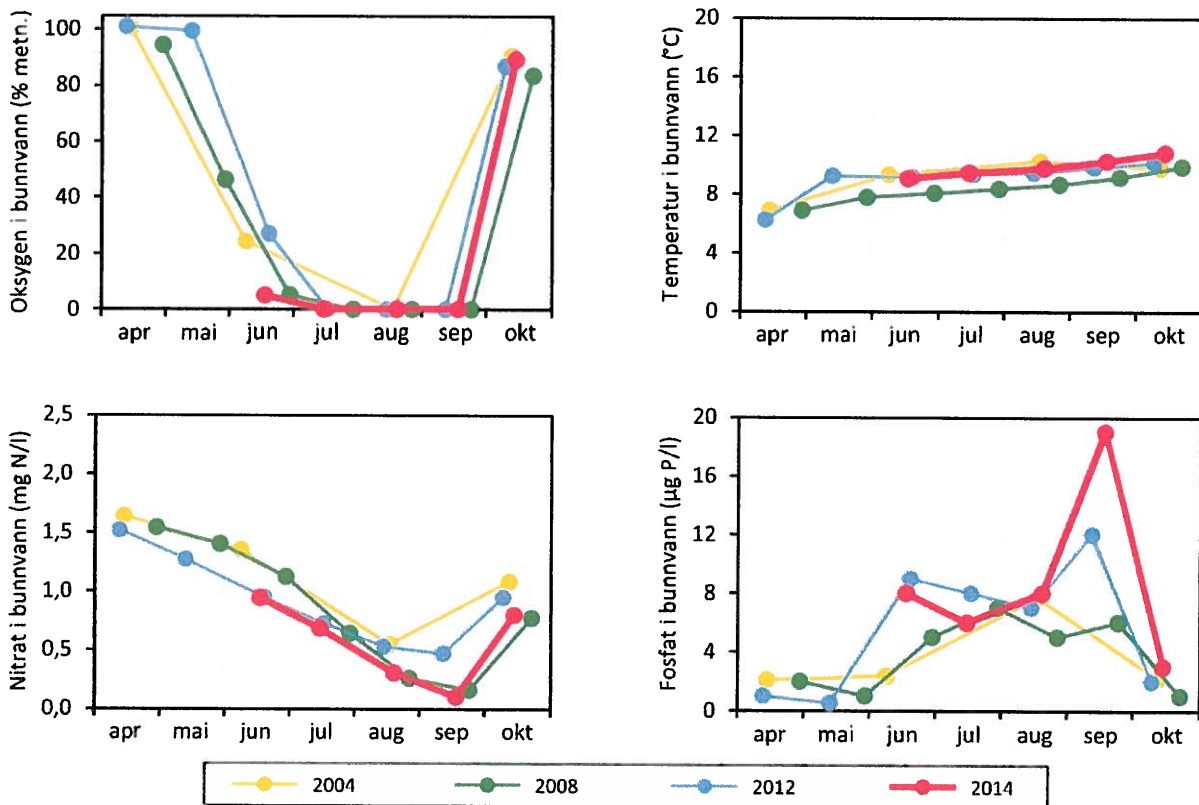 Oksygen i bunnvann (% metn.)
100
80
60
40
20
0
apr mai jun jul aug sep okt
Temperatur i bunnvann (°C)
20
16
12
8
4
0
apr mai jun jul aug sep okt
Nitrat i bunnvann (mg N/l)
2,5
2,0
1,5
1,0
0,5
0,0
apr mai jun jul aug sep okt
Fosfat i bunnvann (µg P/l)
20
16
12
8
4
0
apr mai jun jul aug sep okt
2004 2008 2012 2014